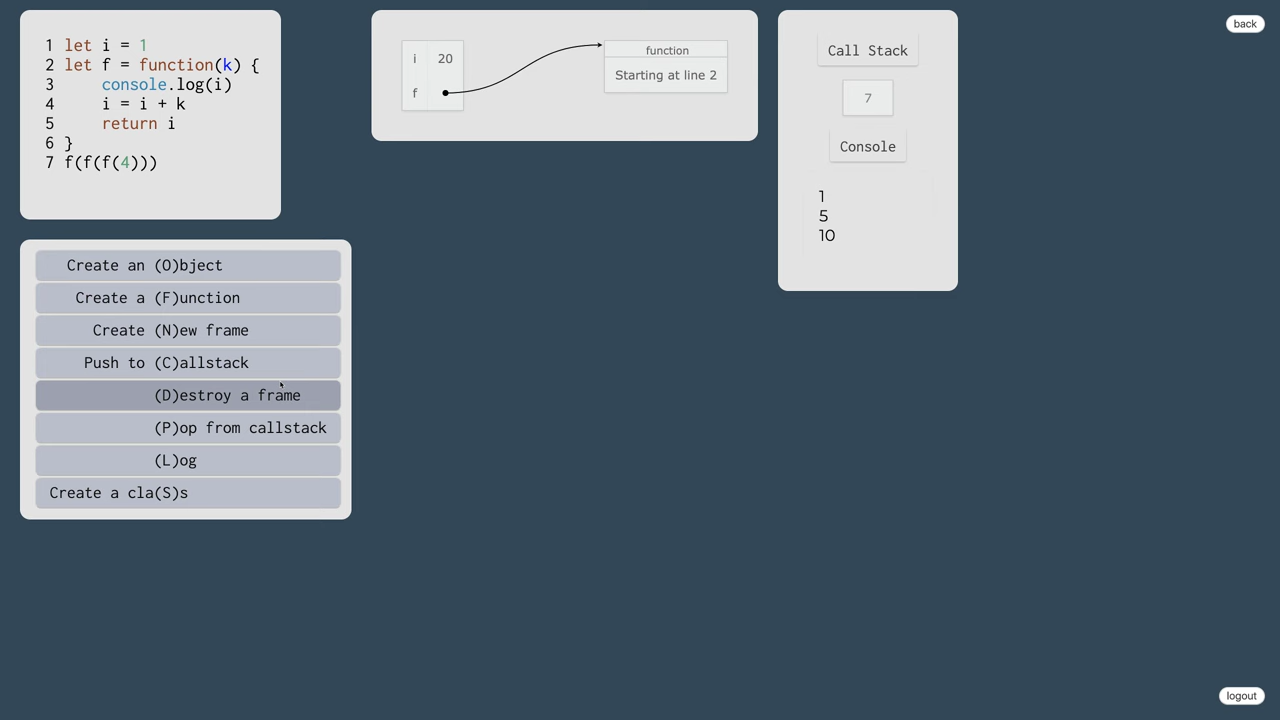 1 let i = 1
2 let f = function(k) {
3     console.log(i)
4     i = i + k
5     return i
6 }
7 f(f(f(4)))
Create an (O)bject
Create a (F)unction
Create (N)ew frame
Push to (C)allstack
(D)estroy a frame
(P)op from callstack
(L)og
Create a cla(S)s
i 20
f
function
Starting at line 2
Call Stack
7
Console
1
5
10
back
logout